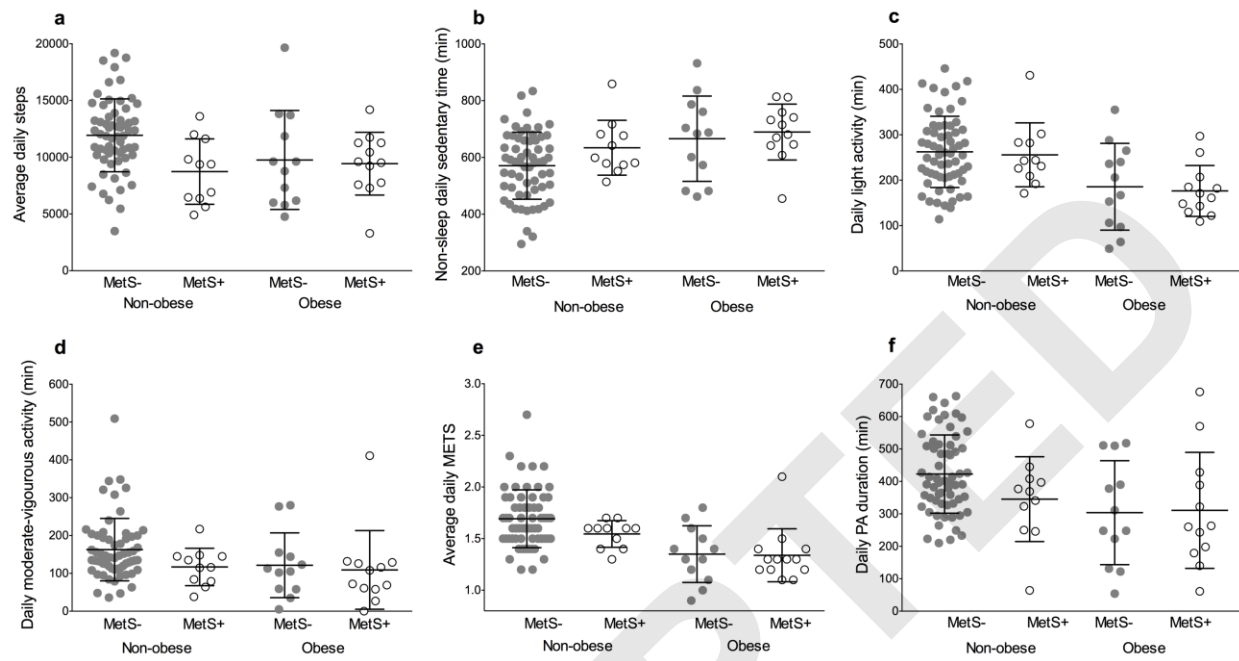 a
Average daily steps
20000
15000
10000
5000
0
MetS- MetS+ MetS- MetS+
Non-obese Obese
b
Non-sleep daily sedentary time (min)
1000
800
600
400
200
MetS- MetS+ MetS- MetS+
Non-obese Obese
c
Daily light activity (min)
500
400
300
200
100
0
MetS- MetS+ MetS- MetS+
Non-obese Obese
d
Daily moderate-vigourous activity (min)
600
500
400
300
200
100
0
MetS- MetS+ MetS- MetS+
Non-obese Obese
e
Average daily METS
3.0
2.5
2.0
1.5
1.0
MetS- MetS+ MetS- MetS+
Non-obese Obese
f
Daily PA duration (min)
700
600
500
400
300
200
100
0
MetS- MetS+ MetS- MetS+
Non-obese Obese
PTED